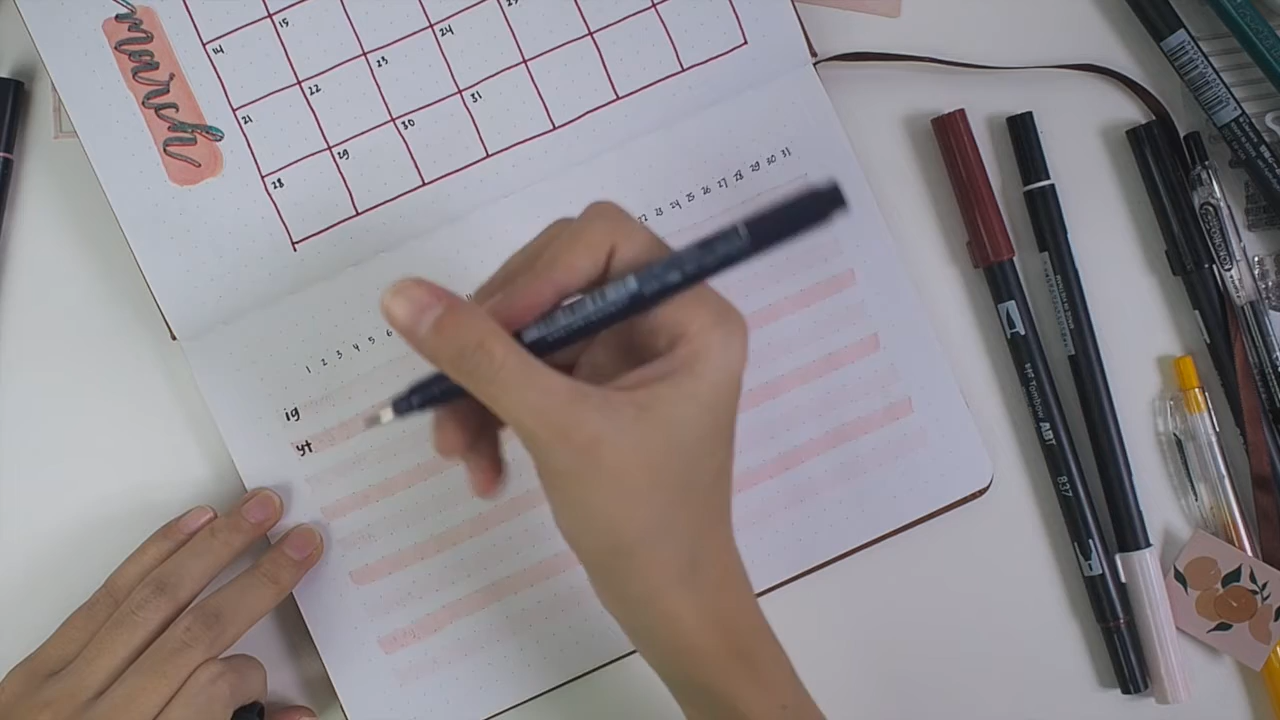 march
14 15
21 22 23 24
28 29 30 31
1 2 3 4 5 6
22 23 24 25 26 27 28 29 30 31
ig
yt
Tombow ABT
837